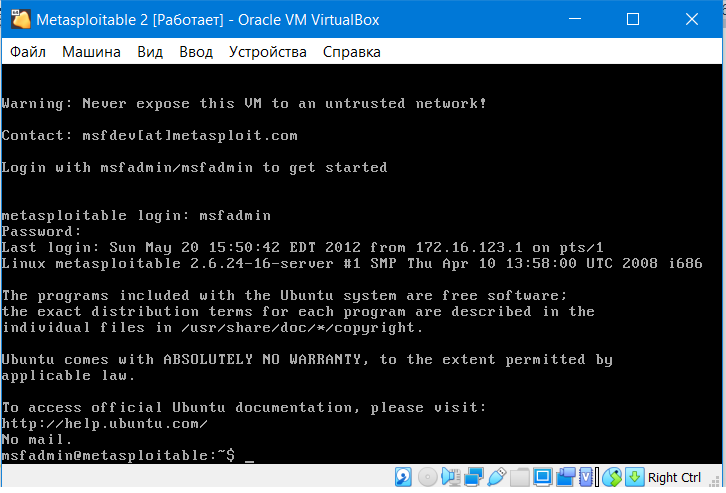 Metasploitable 2 [Работает] - Oracle VM VirtualBox
Файл Машина Вид Ввод Устройства Справка
Warning: Never expose this VM to an untrusted network!
Contact: msfdev[at]metasploit.com
Login with msfadmin/msfadmin to get started
metasploitable login: msfadmin
Password:
Last login: Sun May 20 15:50:42 EDT 2012 from 172.16.123.1 on pts/1
Linux metasploitable 2.6.24-16-server #1 SMP Thu Apr 10 13:58:00 UTC 2008 i686
The programs included with the Ubuntu system are free software;
the exact distribution terms for each program are described in the
individual files in /usr/share/doc/*/copyright.
Ubuntu comes with ABSOLUTELY NO WARRANTY, to the extent permitted by
applicable law.
To access official Ubuntu documentation, please visit:
http://help.ubuntu.com/
No mail.
msfadmin@metasploitable:~$ _
Right Ctrl